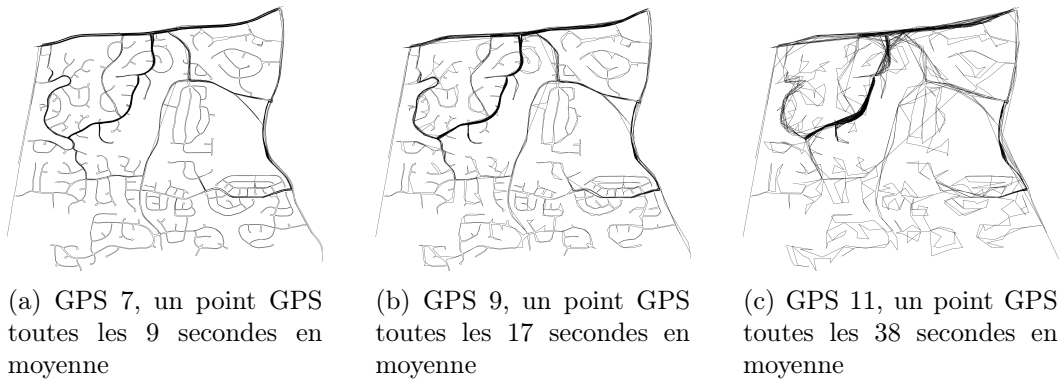 (a) GPS 7, un point GPS
toutes les 9 secondes en
moyenne
(b) GPS 9, un point GPS
toutes les 17 secondes en
moyenne
(c) GPS 11, un point GPS
toutes les 38 secondes en
moyenne